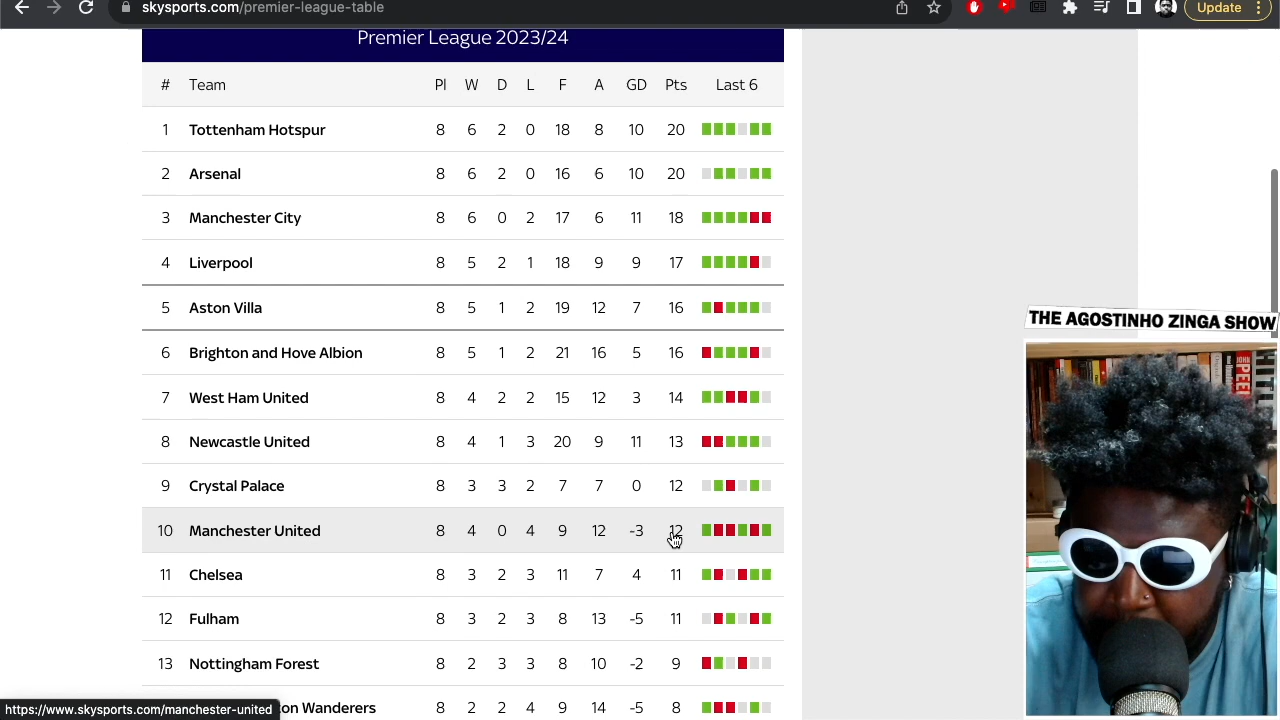 skysports.com/premier-league-table
Update
Premier League 2023/24
# Team Pl W D L F A GD Pts Last 6
1 Tottenham Hotspur 8 6 2 0 18 8 10 20
2 Arsenal 8 6 2 0 16 6 10 20
3 Manchester City 8 6 0 2 17 6 11 18
4 Liverpool 8 5 2 1 18 9 9 17
5 Aston Villa 8 5 1 2 19 12 7 16
THE AGOSTINHO ZINGA SHOW
6 Brighton and Hove Albion 8 5 1 2 21 16 5 16
7 West Ham United 8 4 2 2 15 12 3 14
8 Newcastle United 8 4 1 3 20 9 11 13
9 Crystal Palace 8 3 3 2 7 7 0 12
10 Manchester United 8 4 0 4 9 12 -3 12
11 Chelsea 8 3 2 3 11 7 4 11
12 Fulham 8 3 2 3 8 13 -5 11
13 Nottingham Forest 8 2 3 3 8 10 -2 9
on Wanderers 8 2 2 4 9 14 -5 8
https://www.skysports.com/manchester-united